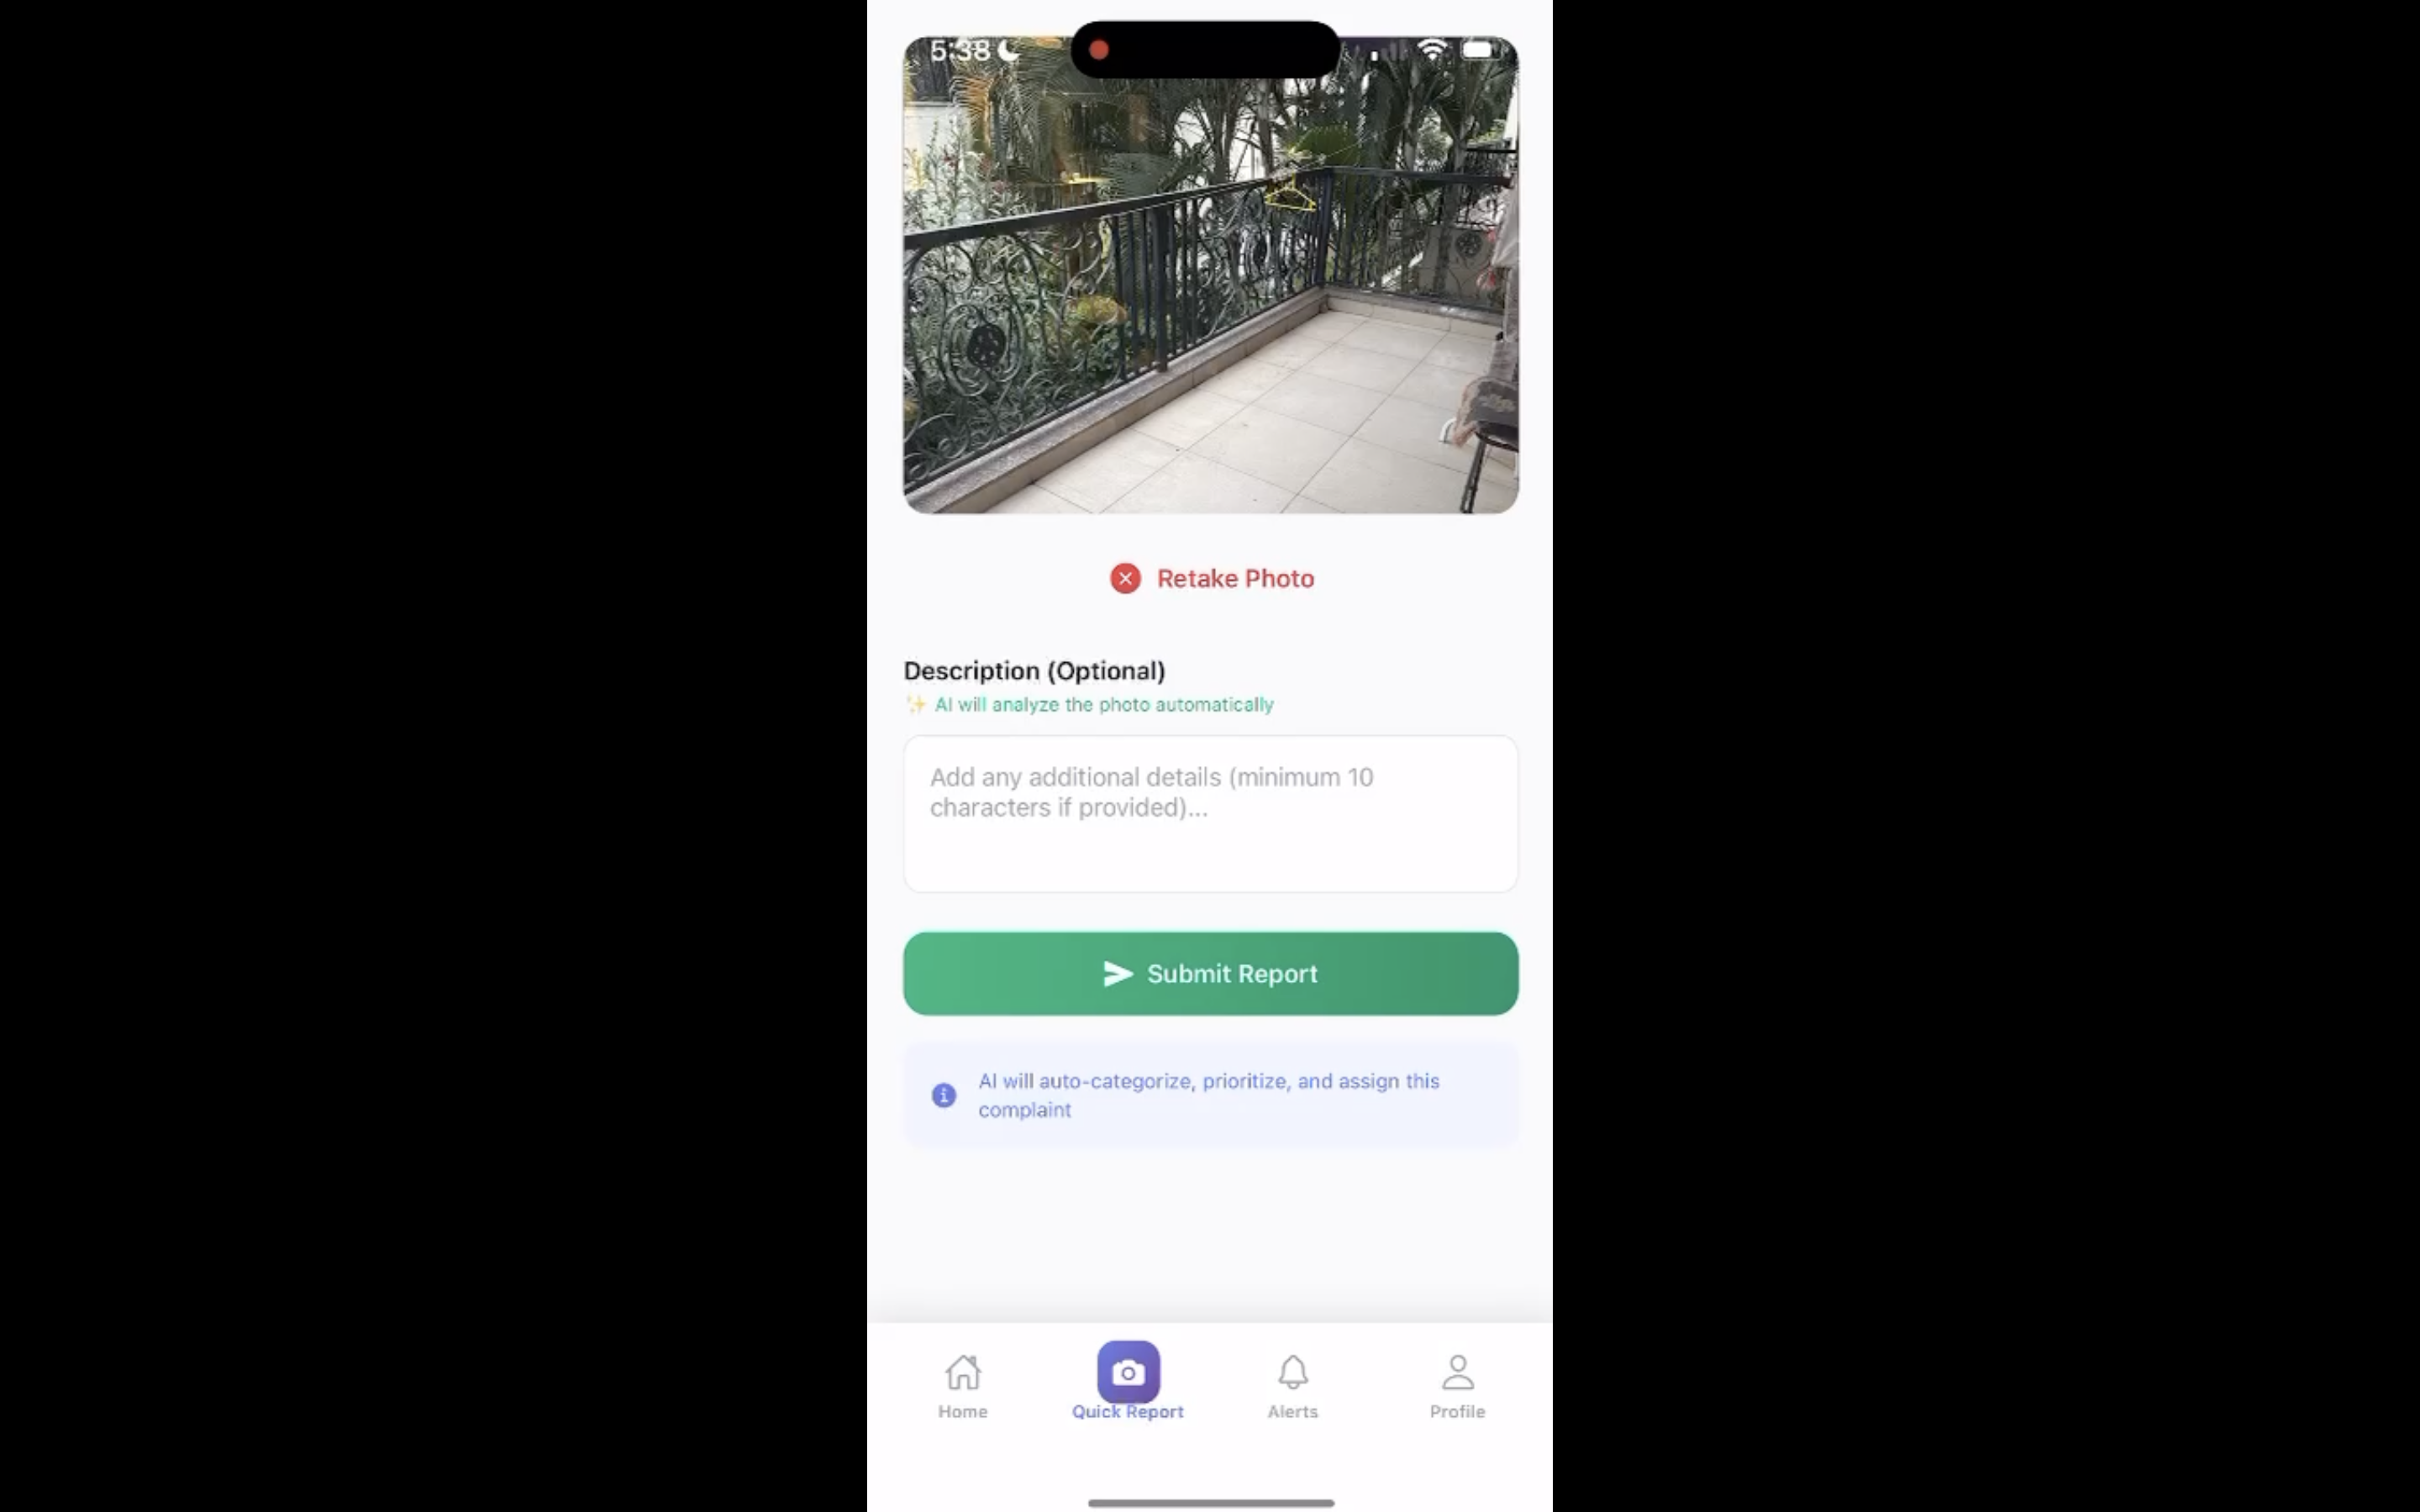 5:38
Retake Photo
Description (Optional)
✨ AI will analyze the photo automatically
Add any additional details (minimum 10
characters if provided)...
Submit Report
AI will auto-categorize, prioritize, and assign this
complaint
Home
Quick Report
Alerts
Profile